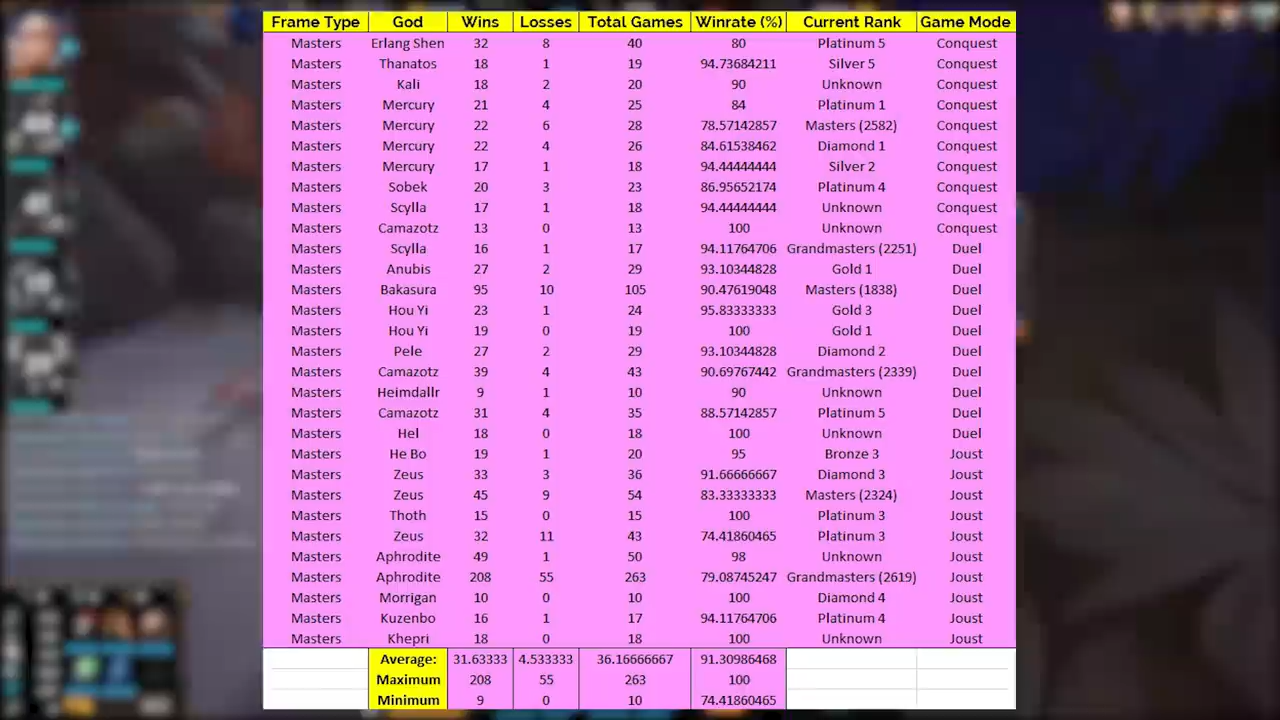 Frame Type God Wins Losses Total Games Winrate (%) Current Rank Game Mode
Masters Erlang Shen 32 8 40 80 Platinum 5 Conquest
Masters Thanatos 18 1 19 94.73684211 Silver 5 Conquest
Masters Kali 18 2 20 90 Unknown Conquest
Masters Mercury 21 4 25 84 Platinum 1 Conquest
Masters Mercury 22 6 28 78.57142857 Masters (2582) Conquest
Masters Mercury 22 4 26 84.61538462 Diamond 1 Conquest
Masters Mercury 17 1 18 94.44444444 Silver 2 Conquest
Masters Sobek 20 3 23 86.95652174 Platinum 4 Conquest
Masters Scylla 17 1 18 94.44444444 Unknown Conquest
Masters Camazotz 13 0 13 100 Unknown Conquest
Masters Scylla 16 1 17 94.11764706 Grandmasters (2251) Duel
Masters Anubis 27 2 29 93.10344828 Gold 1 Duel
Masters Bakasura 95 10 105 90.47619048 Masters (1838) Duel
Masters Hou Yi 23 1 24 95.83333333 Gold 3 Duel
Masters Hou Yi 19 0 19 100 Gold 1 Duel
Masters Pele 27 2 29 93.10344828 Diamond 2 Duel
Masters Camazotz 39 4 43 90.69767442 Grandmasters (2339) Duel
Masters Heimdallr 9 1 10 90 Unknown Duel
Masters Camazotz 31 4 35 88.57142857 Platinum 5 Duel
Masters Hel 18 0 18 100 Unknown Duel
Masters He Bo 19 1 20 95 Bronze 3 Joust
Masters Zeus 33 3 36 91.66666667 Diamond 3 Joust
Masters Zeus 45 9 54 83.33333333 Masters (2324) Joust
Masters Thoth 15 0 15 100 Platinum 3 Joust
Masters Zeus 32 11 43 74.41860465 Platinum 3 Joust
Masters Aphrodite 49 1 50 98 Unknown Joust
Masters Aphrodite 208 55 263 79.08745247 Grandmasters (2619) Joust
Masters Morrigan 10 0 10 100 Diamond 4 Joust
Masters Kuzenbo 16 1 17 94.11764706 Platinum 4 Joust
Masters Khepri 18 0 18 100 Unknown Joust
Average: 31.63333 4.533333 36.16666667 91.30986468
Maximum 208 55 263 100
Minimum 9 0 10 74.41860465